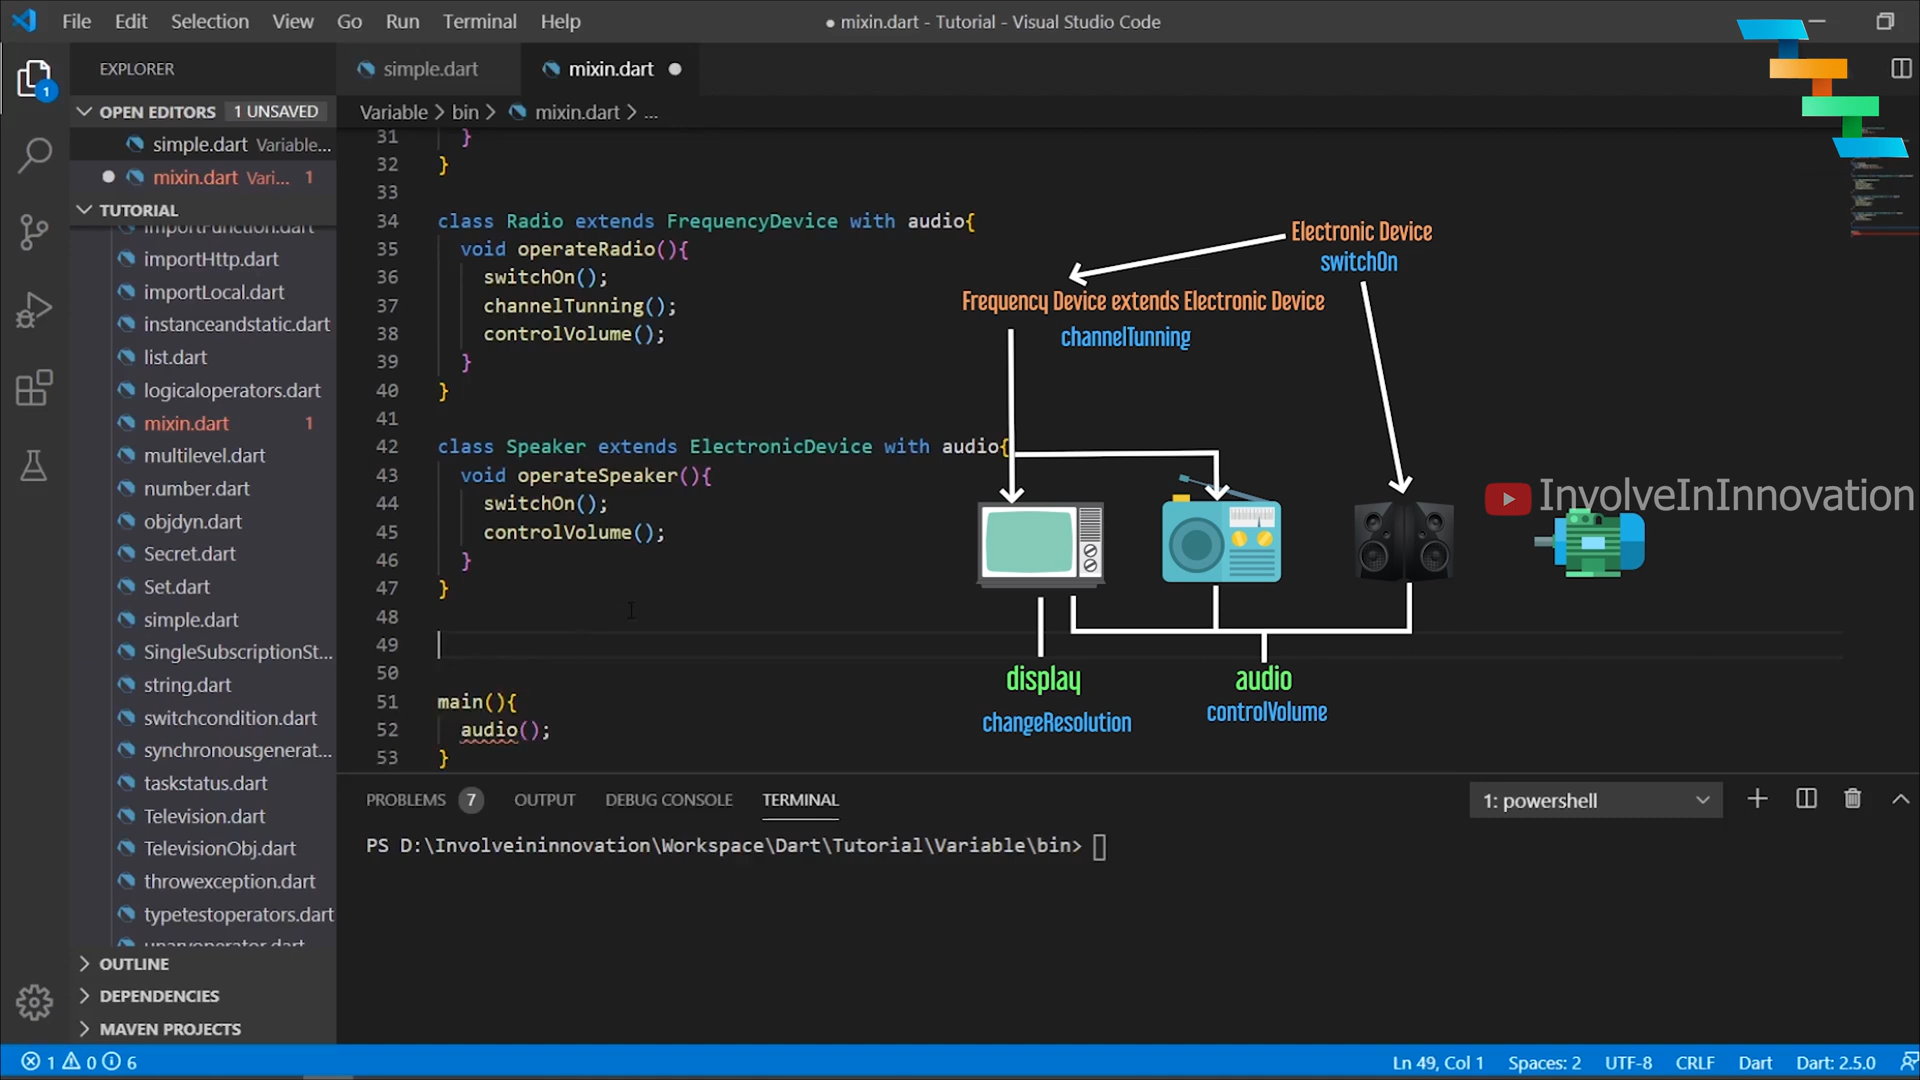 File Edit Selection View Go Run Terminal Help
● mixin.dart - Tutorial - Visual Studio Code
EXPLORER
simple.dart
mixin.dart
1
OPEN EDITORS 1 UNSAVED
Variable > bin > mixin.dart > ...
simple.dart Variable...
mixin.dart Vari... 1
TUTORIAL
importFunction.dart
importHttp.dart
importLocal.dart
instanceandstatic.dart
list.dart
logicaloperators.dart
mixin.dart 1
multilevel.dart
number.dart
objdyn.dart
Secret.dart
Set.dart
simple.dart
SingleSubscriptionSt...
string.dart
switchcondition.dart
synchronousgenerat...
taskstatus.dart
Television.dart
TelevisionObj.dart
throwexception.dart
typetestoperators.dart
unaryoperator.dart
OUTLINE
DEPENDENCIES
MAVEN PROJECTS
31 }
32 }
33
34 class Radio extends FrequencyDevice with audio{
35 void operateRadio(){
36 switchOn();
37 channelTunning();
38 controlVolume();
39 }
40 }
41
42 class Speaker extends ElectronicDevice with audio{
43 void operateSpeaker(){
44 switchOn();
45 controlVolume();
46 }
47 }
48
49
50
51 main(){
52 audio();
53 }
Electronic Device
switchOn
Frequency Device extends Electronic Device
channelTunning
InvolveInInnovation
display
changeResolution
audio
controlVolume
PROBLEMS 7 OUTPUT DEBUG CONSOLE TERMINAL
1: powershell
PS D:\Involveininnovation\Workspace\Dart\Tutorial\Variable\bin>
1 0 6
Ln 49, Col 1 Spaces: 2 UTF-8 CRLF Dart Dart: 2.5.0